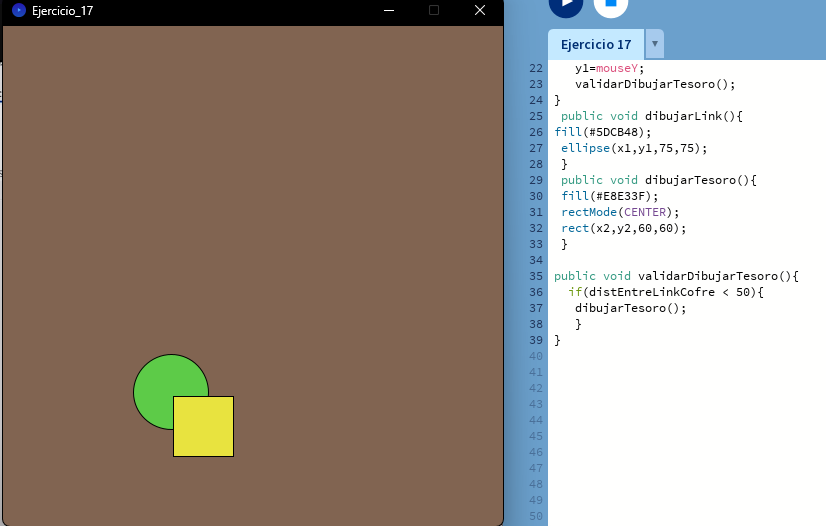 Ejercicio_17
Ejercicio 17
22 y1=mouseY;
23 validarDibujarTesoro();
24 }
25 public void dibujarLink(){
26 fill(#5DCB48);
27 ellipse(x1,y1,75,75);
28 }
29 public void dibujarTesoro(){
30 fill(#E8E33F);
31 rectMode(CENTER);
32 rect(x2,y2,60,60);
33 }
34
35 public void validarDibujarTesoro(){
36 if(distEntreLinkCofre < 50){
37 dibujarTesoro();
38 }
39 }
40
41
42
43
44
45
46
47
48
49
50